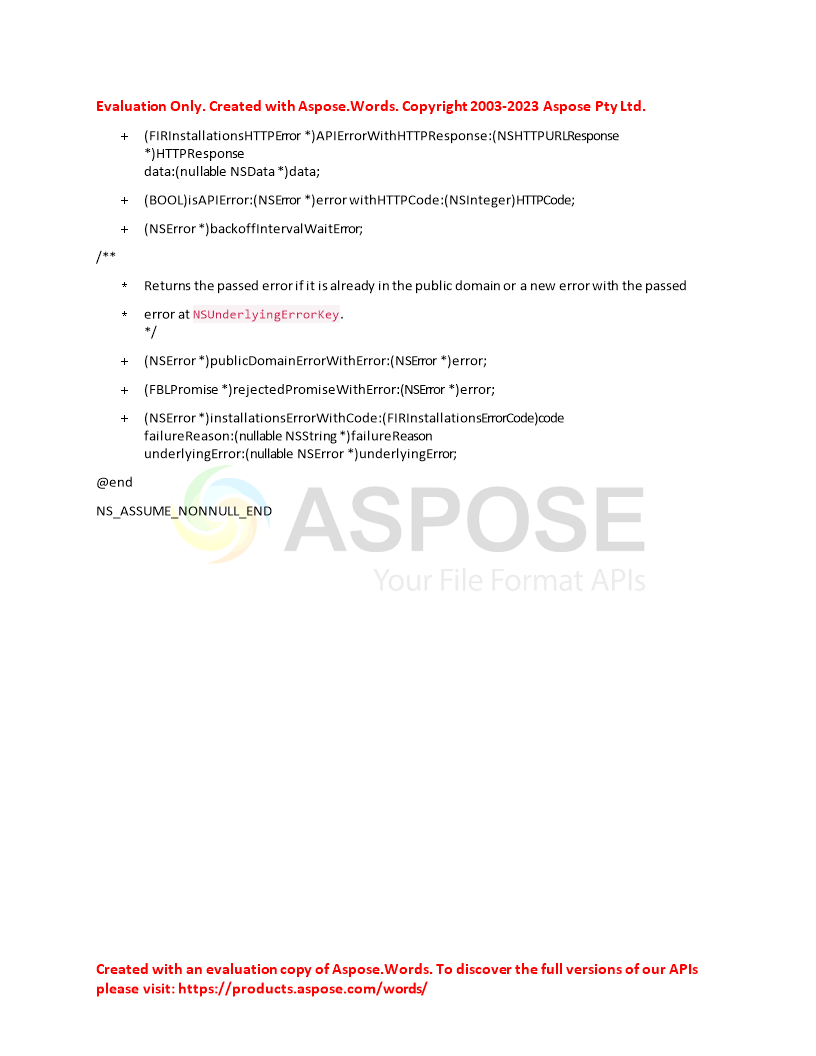 Evaluation Only. Created with Aspose.Words. Copyright 2003-2023 Aspose Pty Ltd.
+ (FIRInstallationsHTTPError *)APIErrorWithHTTPResponse:(NSHTTPURLResponse
*)HTTPResponse
data:(nullable NSData *)data;
+ (BOOL)isAPIError:(NSError *)error withHTTPCode:(NSInteger)HTTPCode;
+ (NSError *)backoffIntervalWaitError;
/**
* Returns the passed error if it is already in the public domain or a new error with the passed
* error at NSUnderlyingErrorKey.
*/
+ (NSError *)publicDomainErrorWithError:(NSError *)error;
+ (FBLPromise *)rejectedPromiseWithError:(NSError *)error;
+ (NSError *)installationsErrorWithCode:(FIRInstallationsErrorCode)code
failureReason:(nullable NSString *)failureReason
underlyingError:(nullable NSError *)underlyingError;
@end
NS_ASSUME_NONNULL_END
ASPOSE
Your File Format APIs
Created with an evaluation copy of Aspose.Words. To discover the full versions of our APIs
please visit: https://products.aspose.com/words/